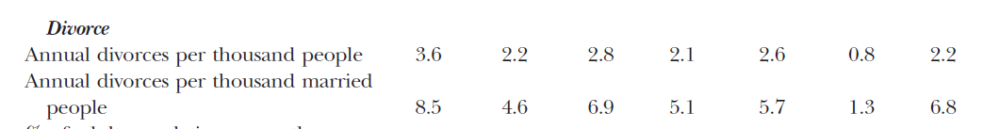 Divorce
Annual divorces per thousand people 3.6 2.2 2.8 2.1 2.6 0.8 2.2
Annual divorces per thousand married
people 8.5 4.6 6.9 5.1 5.7 1.3 6.8